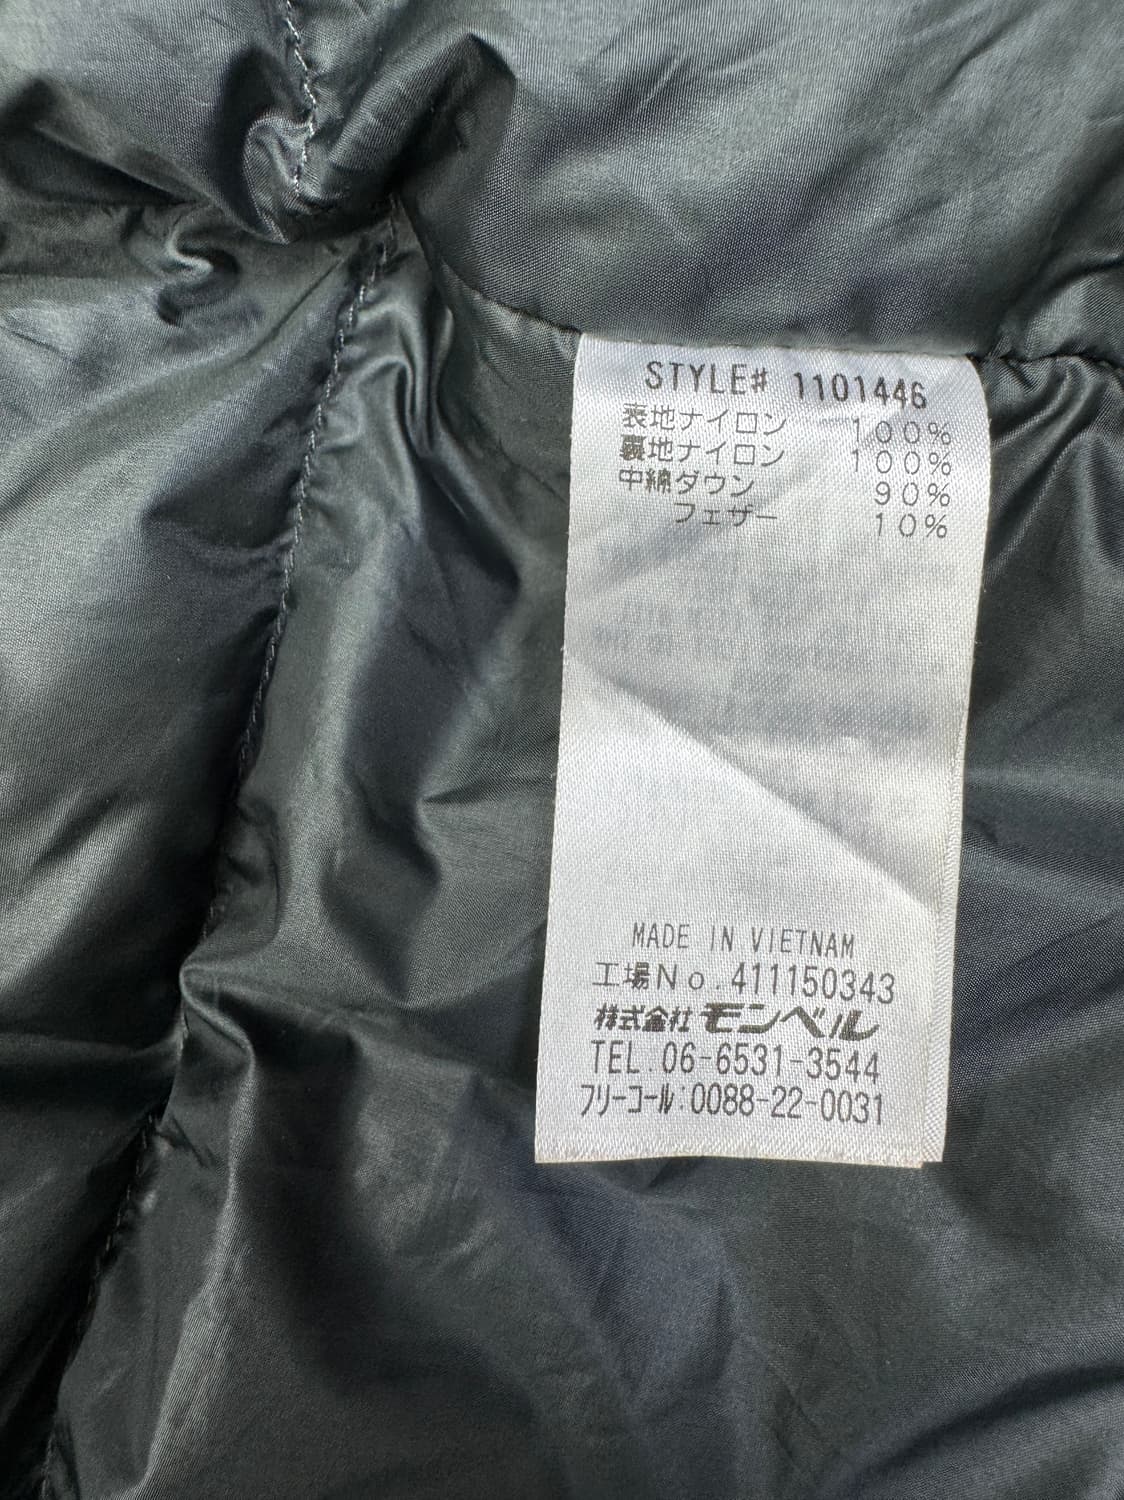 STYLE# 1101446
表地ナイロン 100%
裏地ナイロン 100%
中綿ダウン 90%
フェザー 10%
MADE IN VIETNAM
工場No.411150343
株式会社 モンベル
TEL.06-6531-3544
フリーコール:0088-22-0031